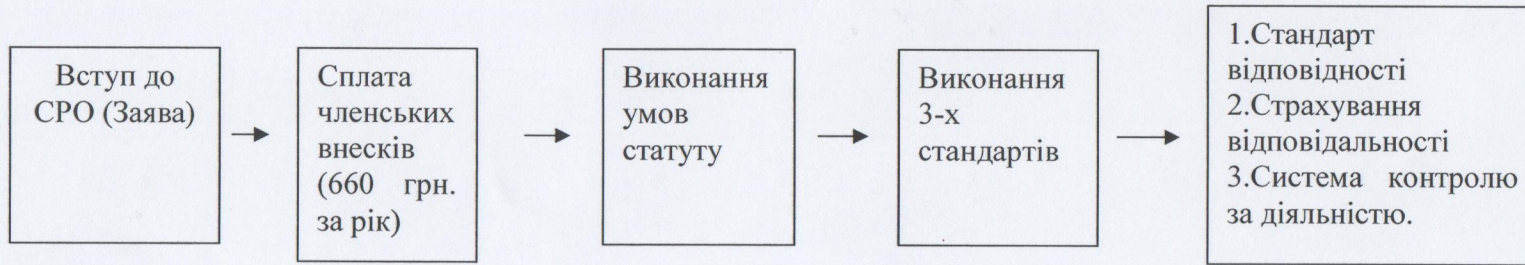 Вступ до
СРО (Заява)
Сплата
членських
внесків
(660 грн.
за рік)
Виконання
умов
статуту
Виконання
3-х
стандартів
1.Стандарт
відповідності
2.Страхування
відповідальності
3.Система контролю
за діяльністю.